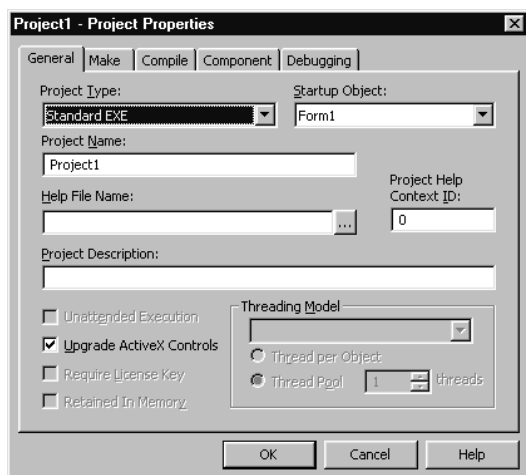 Project1 - Project Properties
General Make Compile Component Debugging
Project Type: Startup Object:
Standard EXE Form1
Project Name:
Project1
Project Help
Help File Name: Context ID:
... 0
Project Description:
Threading Model
Unattended Execution
Upgrade ActiveX Controls
Thread per Object
Require License Key
Thread Pool 1 threads
Retained In Memory
OK Cancel Help